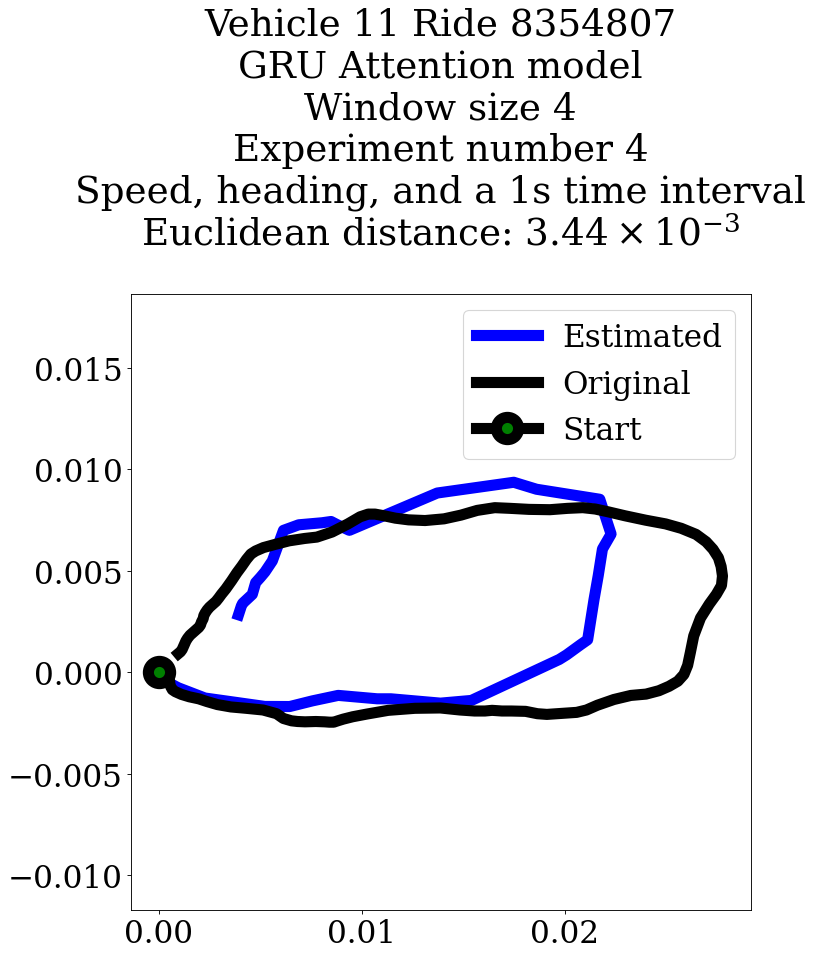 Vehicle 11 Ride 8354807
GRU Attention model
Window size 4
Experiment number 4
Speed, heading, and a 1s time interval
Euclidean distance: 3.44 × 10⁻³
Estimated
Original
Start
0.015
0.010
0.005
0.000
−0.005
−0.010
0.00 0.01 0.02